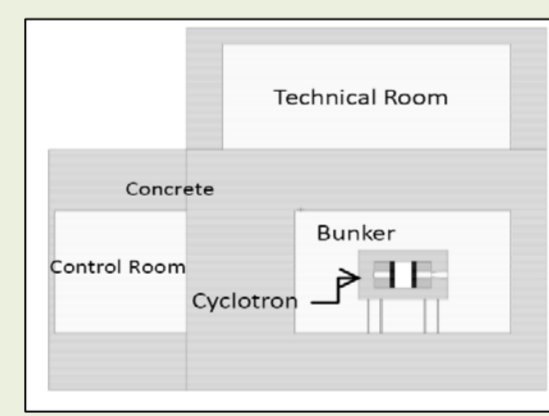 Technical Room
Concrete
Bunker
Control Room
Cyclotron